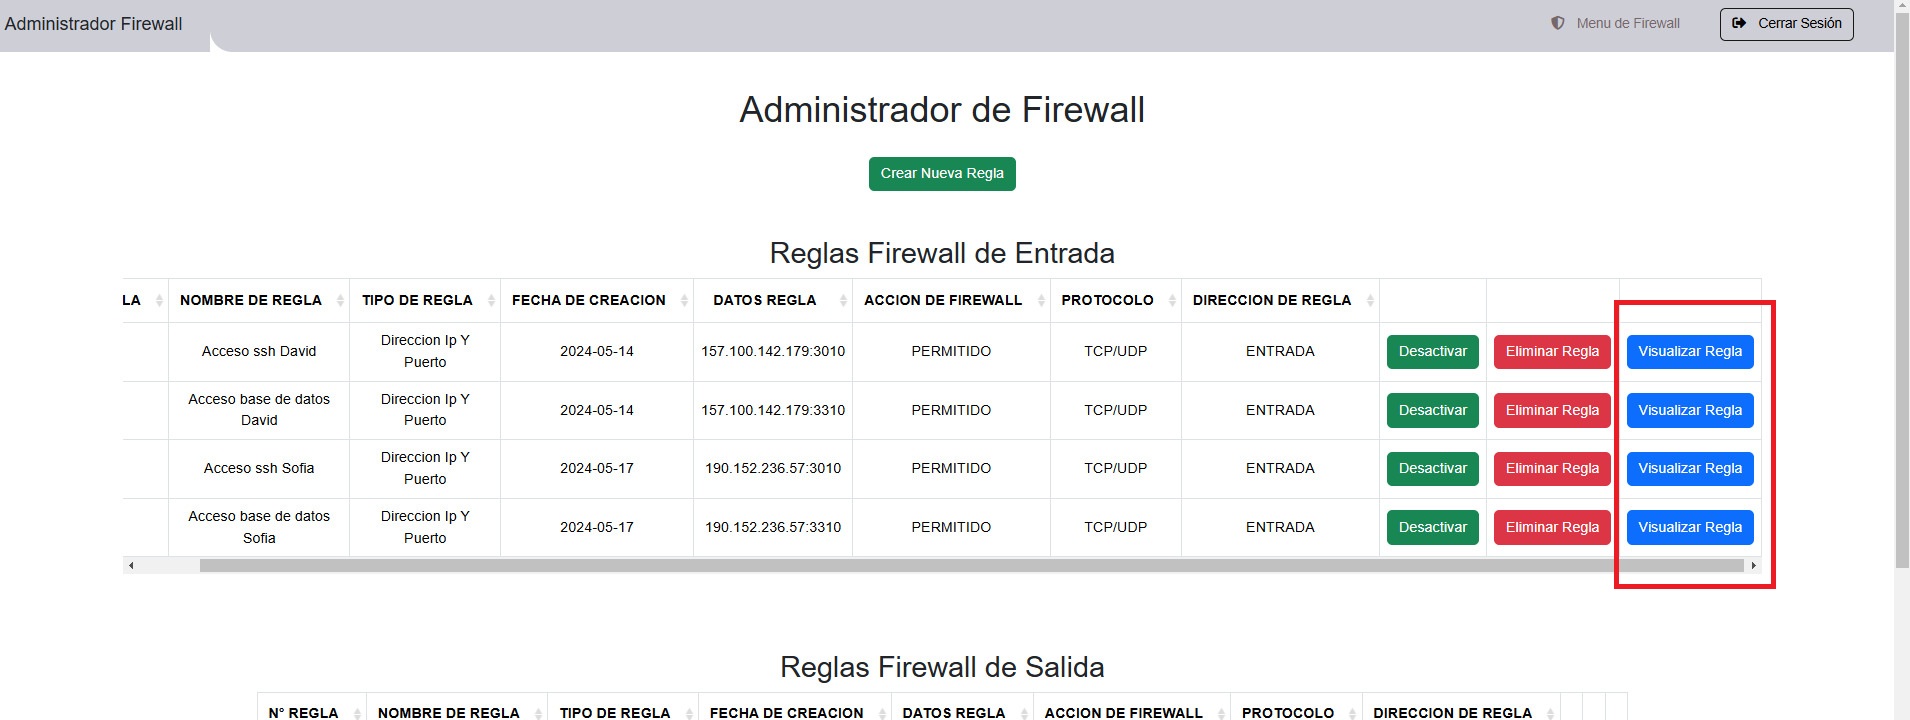 Administrador Firewall
Menu de Firewall
Cerrar Sesión
Administrador de Firewall
Crear Nueva Regla
Reglas Firewall de Entrada
LA NOMBRE DE REGLA TIPO DE REGLA FECHA DE CREACION DATOS REGLA ACCION DE FIREWALL PROTOCOLO DIRECCION DE REGLA
Acceso ssh David Direccion Ip Y Puerto 2024-05-14 157.100.142.179:3010 PERMITIDO TCP/UDP ENTRADA Desactivar Eliminar Regla Visualizar Regla
Acceso base de datos David Direccion Ip Y Puerto 2024-05-14 157.100.142.179:3310 PERMITIDO TCP/UDP ENTRADA Desactivar Eliminar Regla Visualizar Regla
Acceso ssh Sofia Direccion Ip Y Puerto 2024-05-17 190.152.236.57:3010 PERMITIDO TCP/UDP ENTRADA Desactivar Eliminar Regla Visualizar Regla
Acceso base de datos Sofia Direccion Ip Y Puerto 2024-05-17 190.152.236.57:3310 PERMITIDO TCP/UDP ENTRADA Desactivar Eliminar Regla Visualizar Regla
Reglas Firewall de Salida
N° REGLA NOMBRE DE REGLA TIPO DE REGLA FECHA DE CREACION DATOS REGLA ACCION DE FIREWALL PROTOCOLO DIRECCION DE REGLA